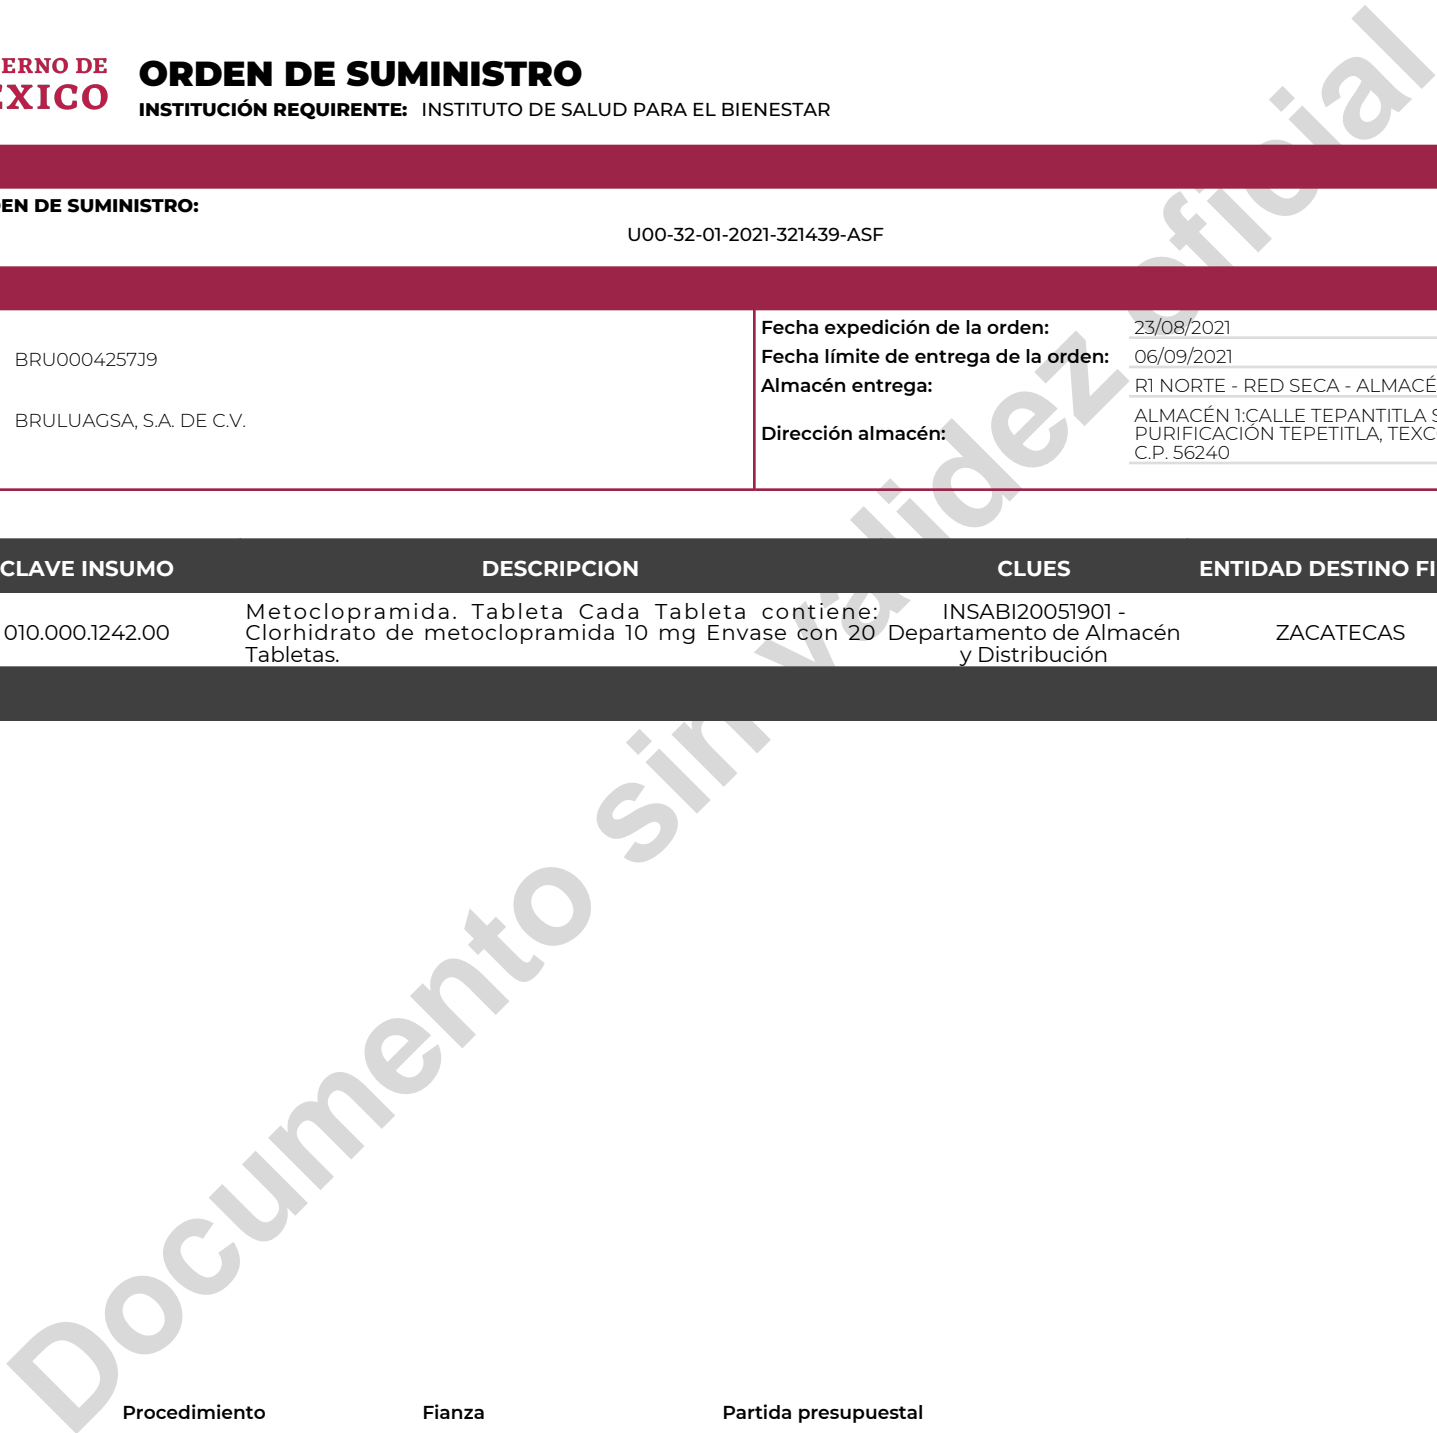 ERNO DE
EXICO
ORDEN DE SUMINISTRO
INSTITUCIÓN REQUIRENTE: INSTITUTO DE SALUD PARA EL BIENESTAR
EN DE SUMINISTRO:
U00-32-01-2021-321439-ASF
BRU0004257J9
BRULUAGSA, S.A. DE C.V.
Fecha expedición de la orden: 23/08/2021
Fecha límite de entrega de la orden: 06/09/2021
Almacén entrega: R1 NORTE - RED SECA - ALMACÉ
Dirección almacén:
ALMACÉN 1:CALLE TEPANTITLA S
PURIFICACIÓN TEPETITLA, TEXC
C.P. 56240
CLAVE INSUMO DESCRIPCION CLUES ENTIDAD DESTINO FI
010.000.1242.00
Metoclopramida. Tableta Cada Tableta contiene:
Clorhidrato de metoclopramida 10 mg Envase con 20
Tabletas.
INSABI20051901 -
Departamento de Almacén
y Distribución
ZACATECAS
Documento sin validez oficial
Procedimiento Fianza Partida presupuestal